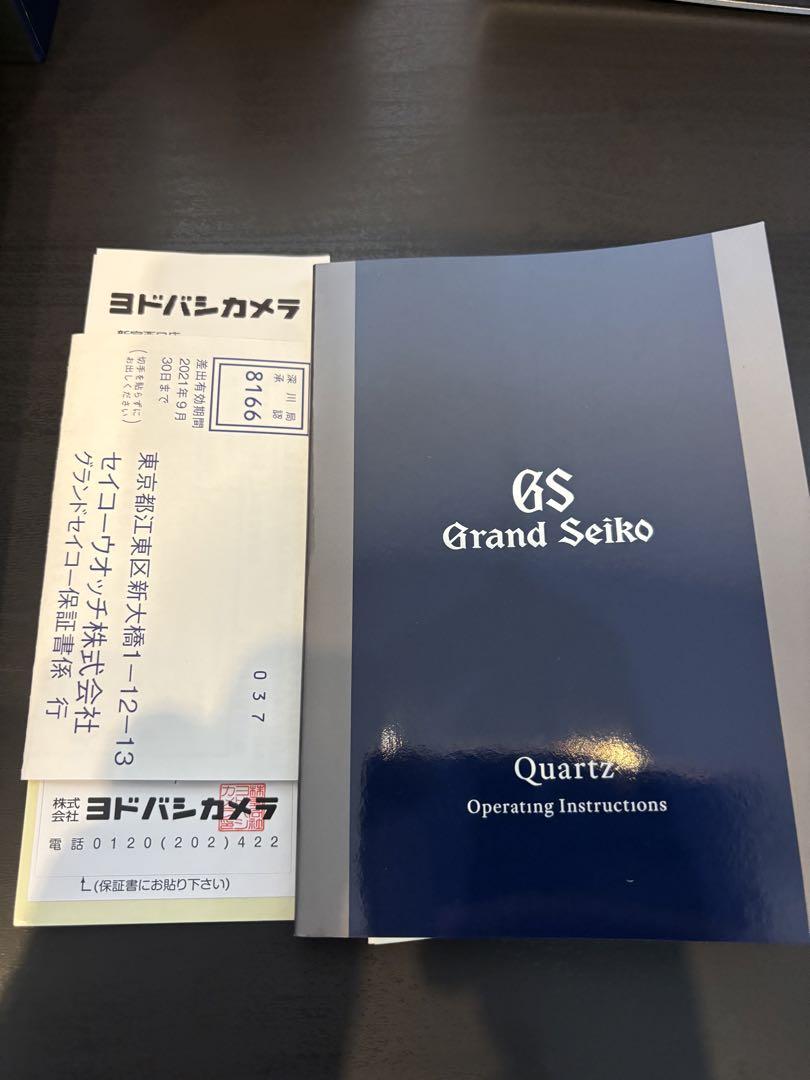 ヨドバシカメラ
深川局
承認
8166
差出有効期間
2021年9月
30日まで
(切手を貼らずに
お出しください)
東京都江東区新大橋1-12-13
セイコーウオッチ株式会社
グランドセイコー保証書係 行
037
株式
会社
ヨドバシカメラ
電話0120(202)422
(保証書にお貼り下さい)
GS
Grand Seiko
Quartz
Operating Instructions